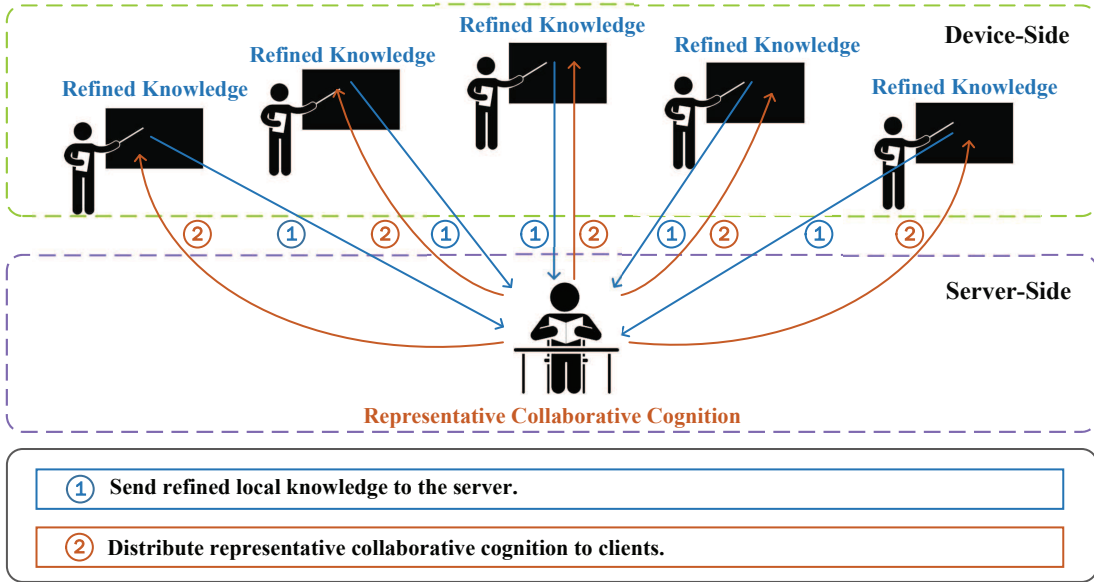 Refined Knowledge
Device-Side
Refined Knowledge
Refined Knowledge
Refined Knowledge
Refined Knowledge
② ① ② ① ① ② ① ② ① ②
Server-Side
Representative Collaborative Cognition
① Send refined local knowledge to the server.
② Distribute representative collaborative cognition to clients.